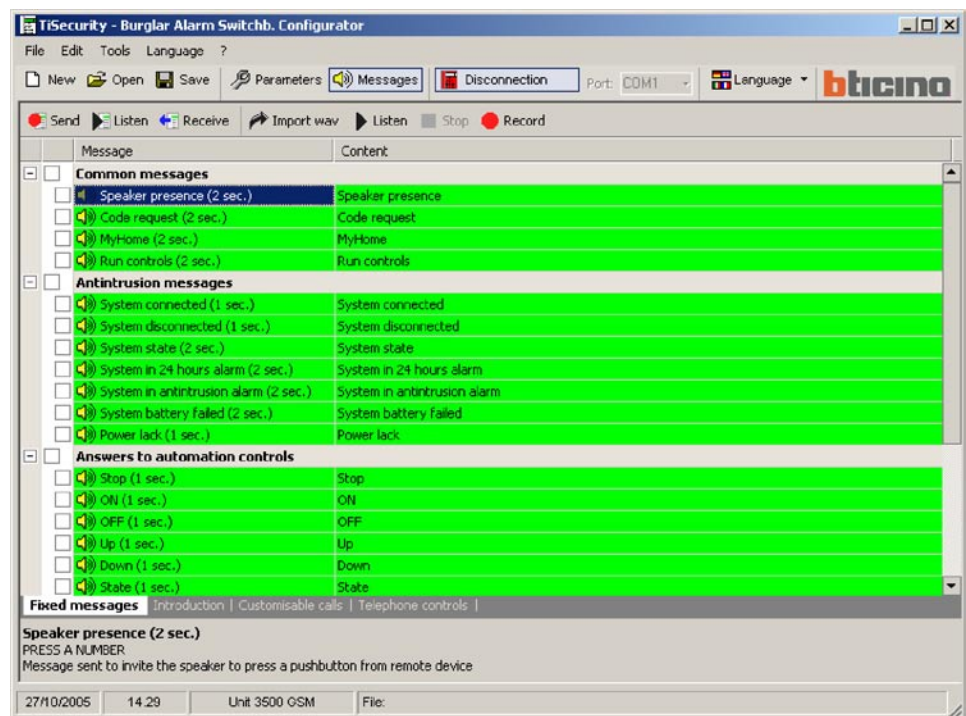 TiSecurity - Burglar Alarm Switchb. Configurator
File Edit Tools Language ?
New Open Save Parameters Messages Disconnection Port: COM1 Language bticino
Send Listen Receive Import wav Listen Stop Record
Message Content
Common messages
Speaker presence (2 sec.) Speaker presence
Code request (2 sec.) Code request
MyHome (2 sec.) MyHome
Run controls (2 sec.) Run controls
Antintrusion messages
System connected (1 sec.) System connected
System disconnected (1 sec.) System disconnected
System state (2 sec.) System state
System in 24 hours alarm (2 sec.) System in 24 hours alarm
System in antintrusion alarm (2 sec.) System in antintrusion alarm
System battery failed (2 sec.) System battery failed
Power lack (1 sec.) Power lack
Answers to automation controls
Stop (1 sec.) Stop
ON (1 sec.) ON
OFF (1 sec.) OFF
Up (1 sec.) Up
Down (1 sec.) Down
State (1 sec.) State
Fixed messages Introduction | Customisable calls | Telephone controls |
Speaker presence (2 sec.)
PRESS A NUMBER
Message sent to invite the speaker to press a pushbutton from remote device
27/10/2005 14.29 Unit 3500 GSM File: